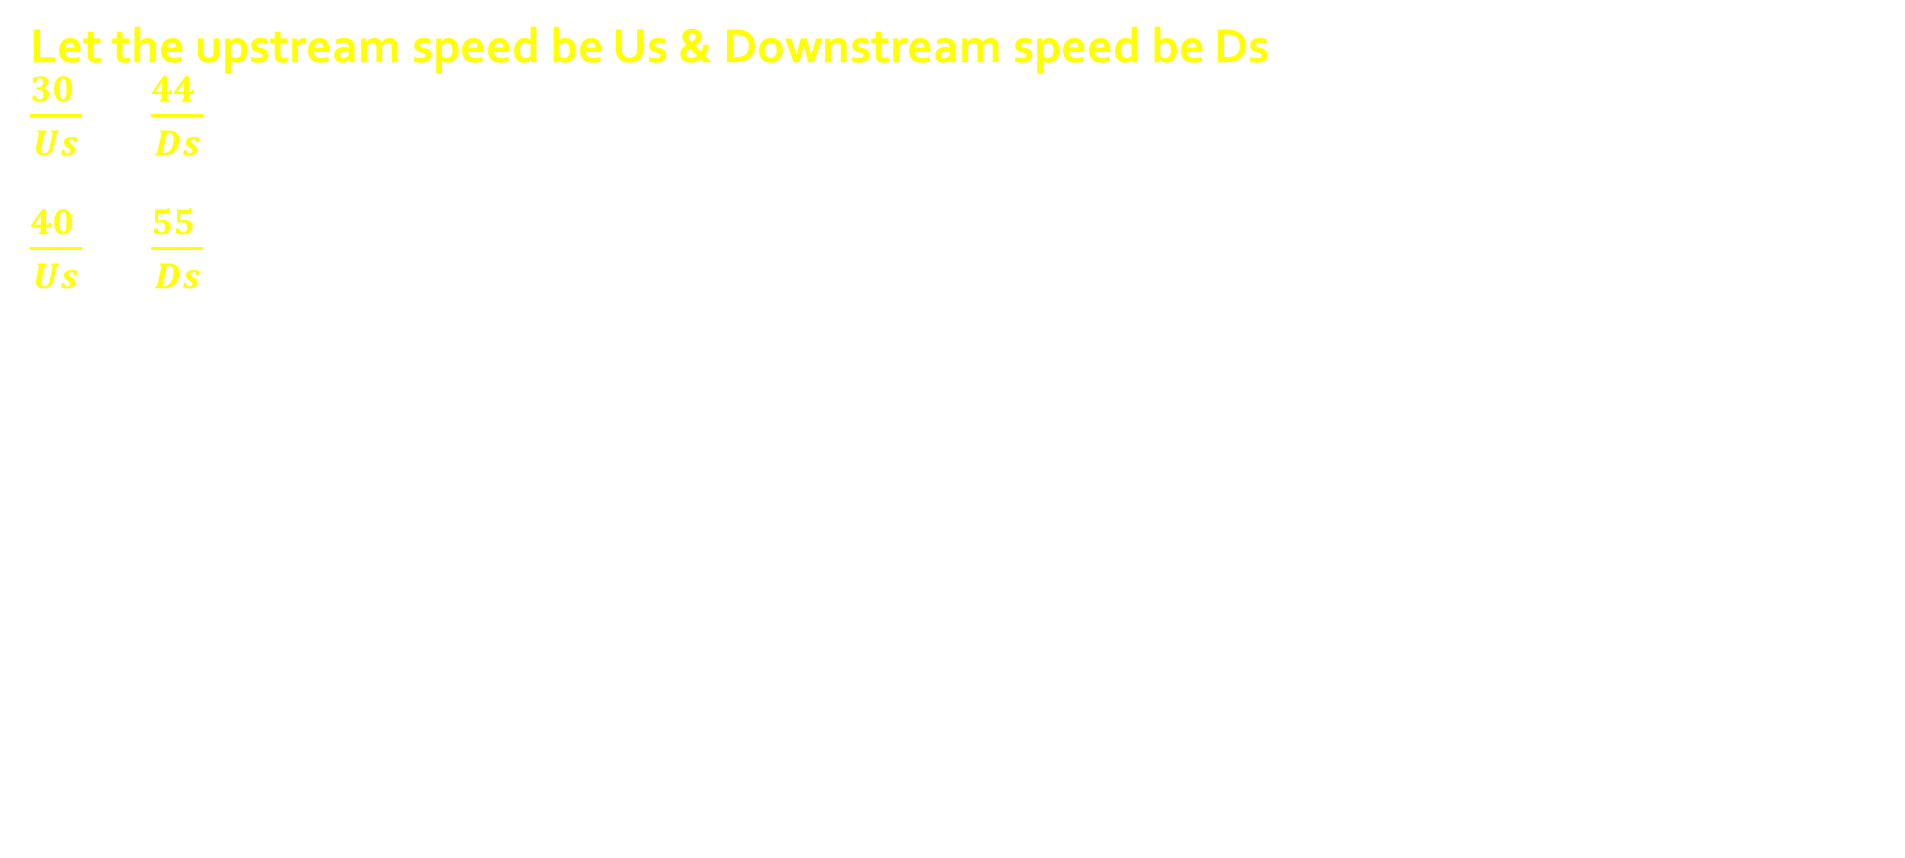 Let the upstream speed be Us & Downstream speed be Ds
30 44
Us Ds
40 55
Us Ds